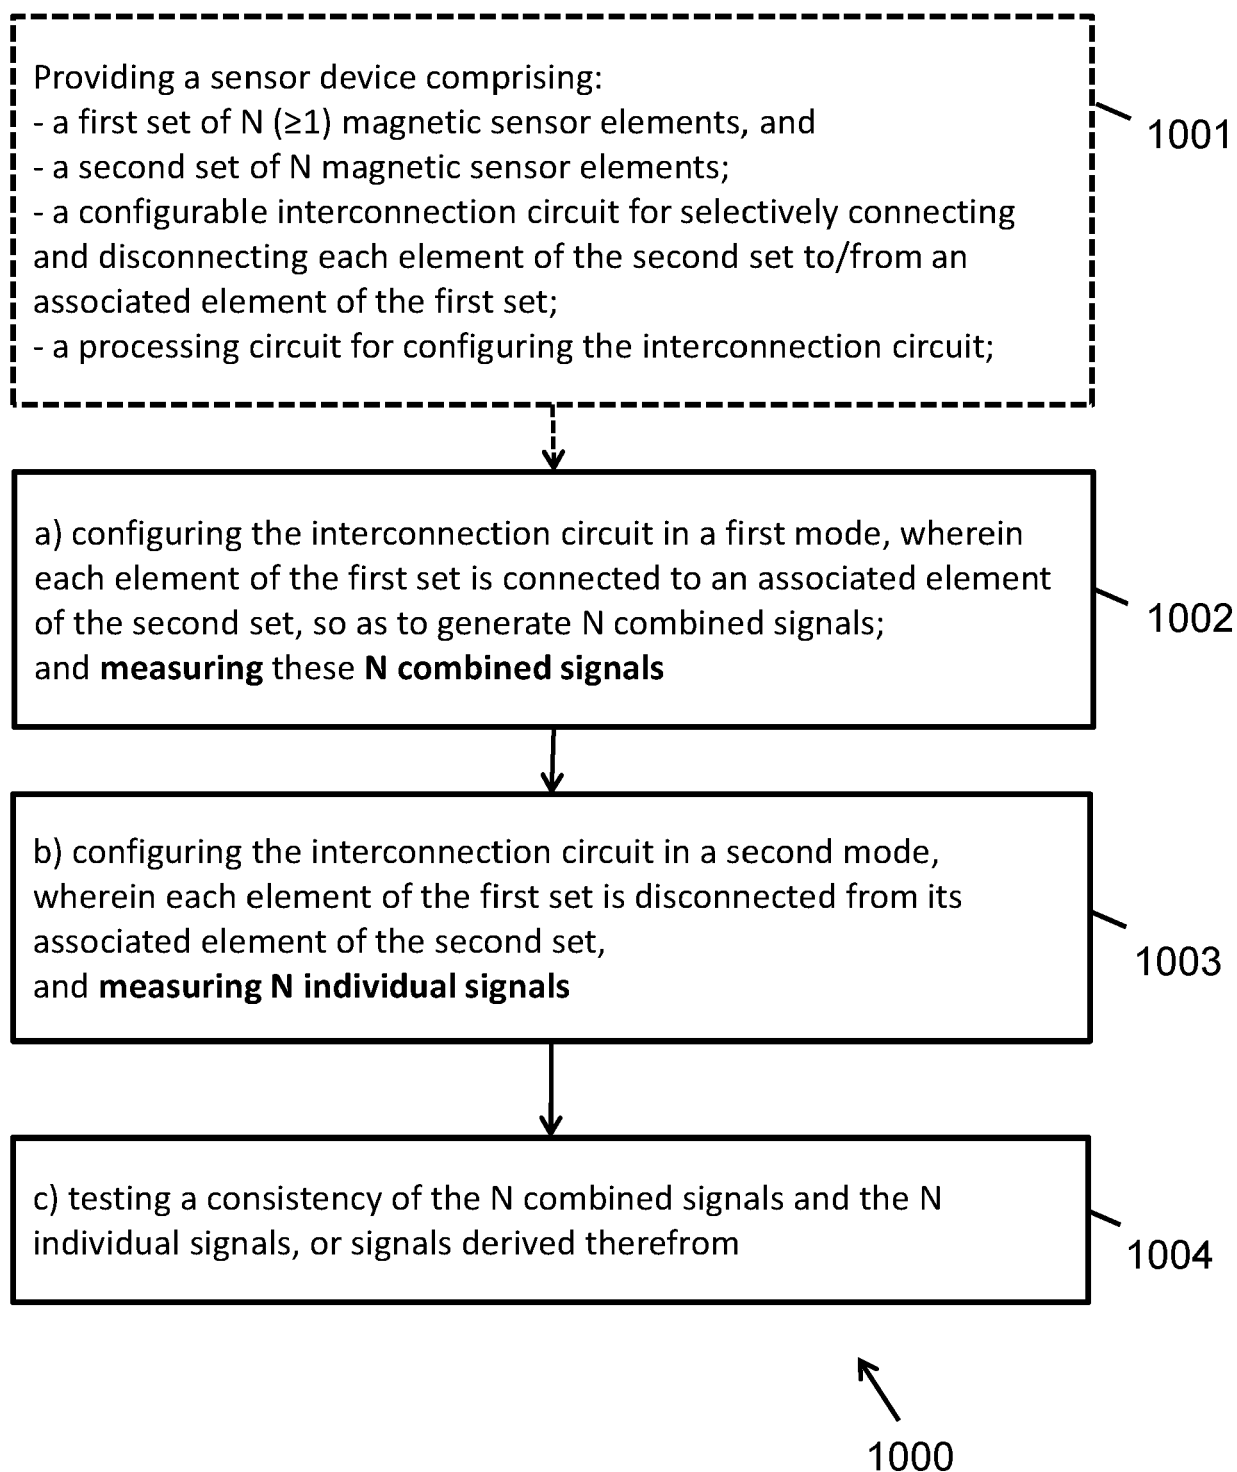 Providing a sensor device comprising:
- a first set of N (≥1) magnetic sensor elements, and
- a second set of N magnetic sensor elements;
- a configurable interconnection circuit for selectively connecting
and disconnecting each element of the second set to/from an
associated element of the first set;
- a processing circuit for configuring the interconnection circuit;
1001
a) configuring the interconnection circuit in a first mode, wherein
each element of the first set is connected to an associated element
of the second set, so as to generate N combined signals;
and measuring these N combined signals
1002
b) configuring the interconnection circuit in a second mode,
wherein each element of the first set is disconnected from its
associated element of the second set,
and measuring N individual signals
1003
c) testing a consistency of the N combined signals and the N
individual signals, or signals derived therefrom
1004
1000